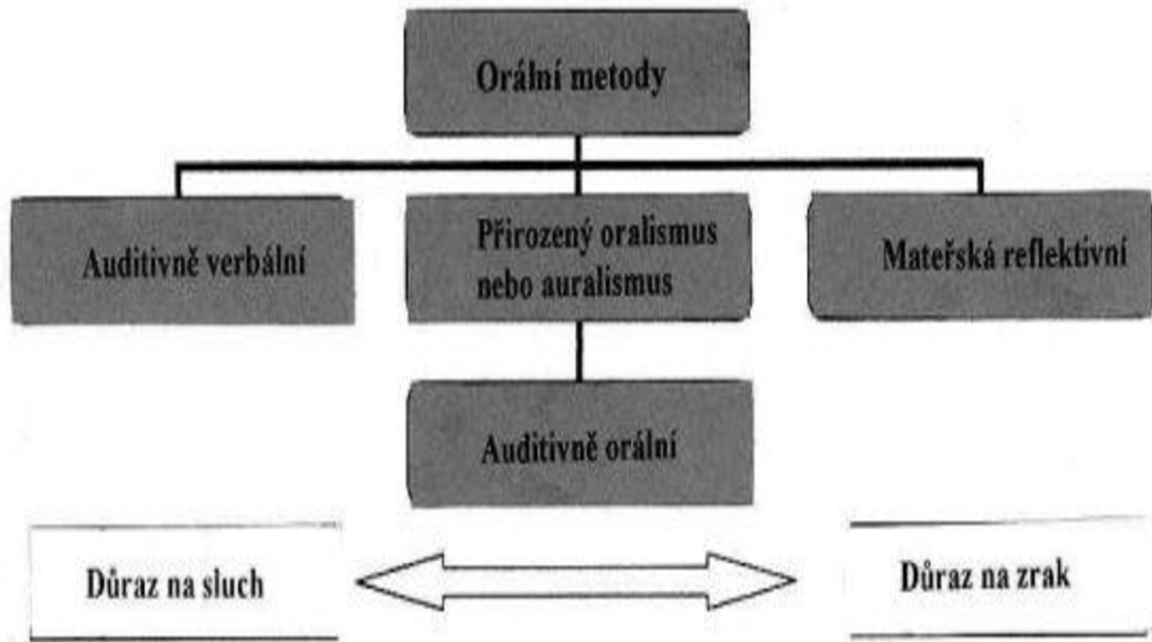 Orální metody
Auditivně verbální
Přirozený oralismus
nebo auralismus
Mateřská reflektivní
Auditivně orální
Důraz na sluch
Důraz na zrak